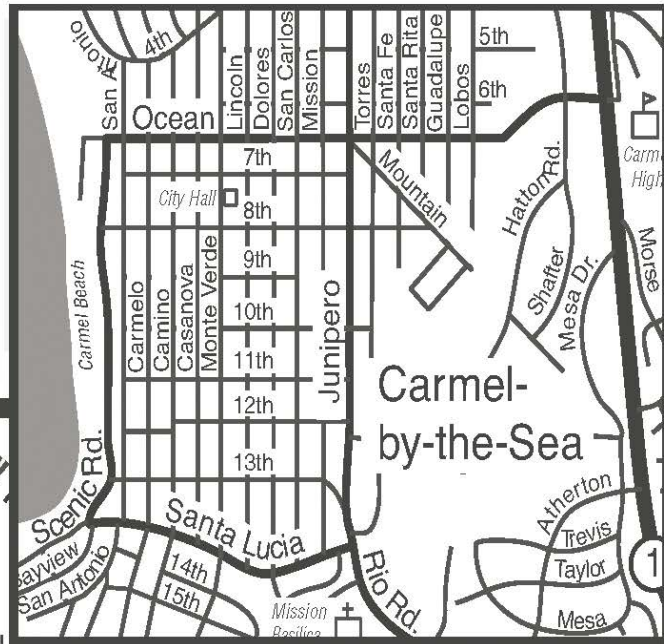 San Antonio
4th
Lincoln
Dolores
San Carlos
Mission
Torres
Santa Fe
Santa Rita
Guadalupe
Lobos
5th
6th
Ocean
7th
City Hall
8th
Mountain
Hatton Rd.
Shafter
Mesa Dr.
Morse
Carm
High
Carmel Beach
Carmelo
Camino
Casanova
Monte Verde
9th
10th
11th
12th
13th
Junipero
Carmel-
by-the-Sea
Scenic Rd.
Santa Lucia
Bayview
San Antonio
14th
15th
Mission
Basilica
Rio Rd.
Atherton
Trevis
Taylor
Mesa
1